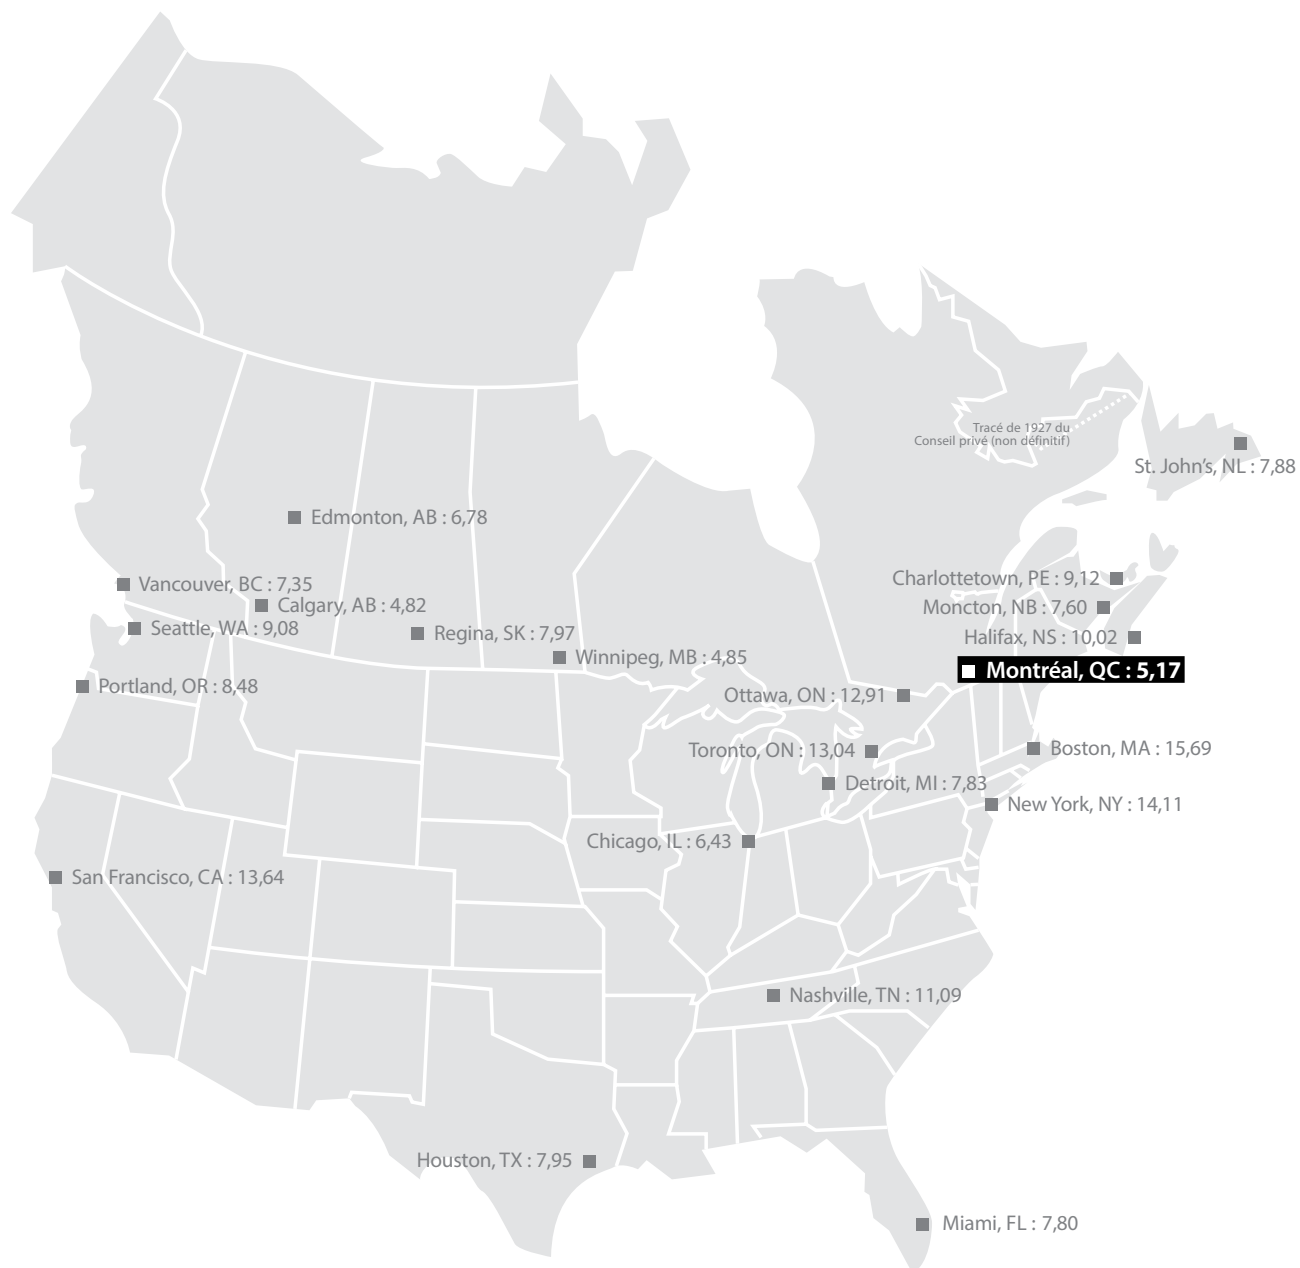 Tracé de 1927 du
Conseil privé (non définitif)
St. John's, NL : 7,88
Edmonton, AB : 6,78
Vancouver, BC : 7,35
Charlottetown, PE : 9,12
Calgary, AB : 4,82
Moncton, NB : 7,60
Seattle, WA : 9,08
Regina, SK : 7,97
Halifax, NS : 10,02
Winnipeg, MB : 4,85
Montréal, QC : 5,17
Portland, OR : 8,48
Ottawa, ON : 12,91
Toronto, ON : 13,04
Boston, MA : 15,69
Detroit, MI : 7,83
New York, NY : 14,11
Chicago, IL : 6,43
San Francisco, CA : 13,64
Nashville, TN : 11,09
Houston, TX : 7,95
Miami, FL : 7,80